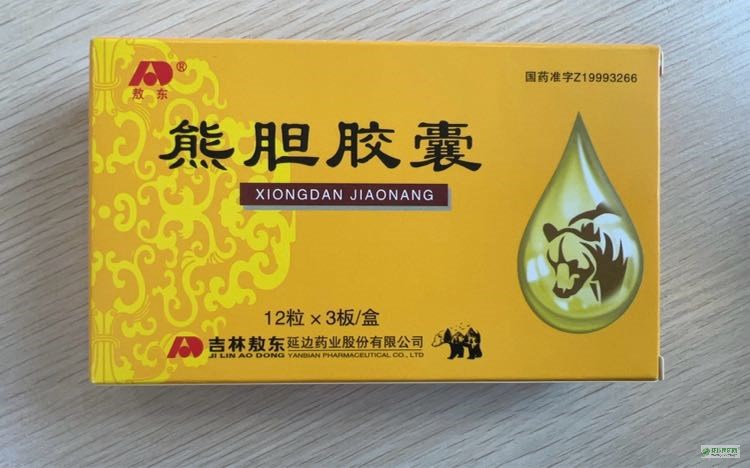 敖东®
国药准字Z19993266
熊胆胶囊
XIONGDAN JIAONANG
12粒×3板/盒
吉林敖东延边药业股份有限公司
JI LIN AO DONG YANBIAN PHARMACEUTICAL CO., LTD